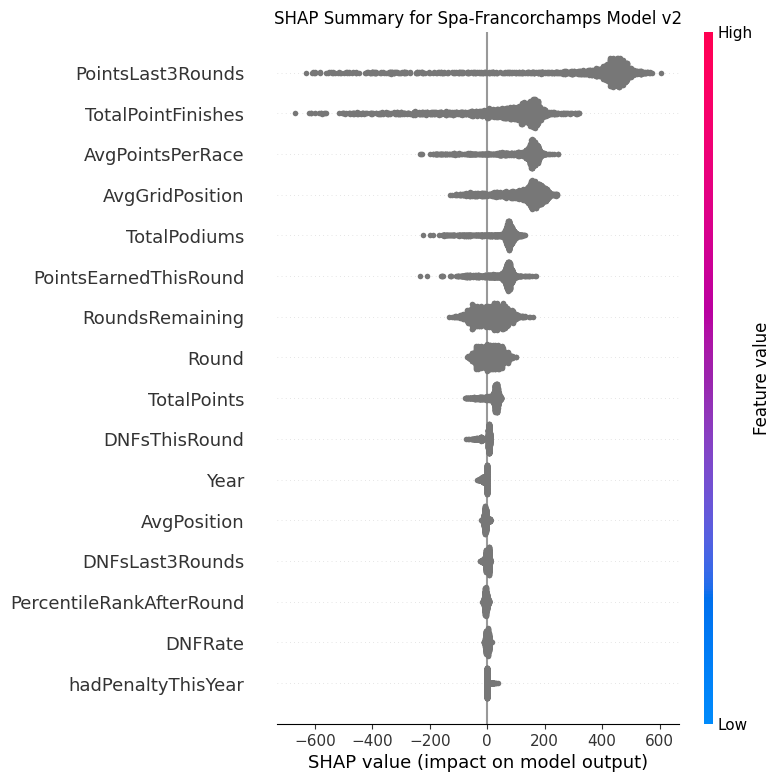 SHAP Summary for Spa-Francorchamps Model v2
High
PointsLast3Rounds
TotalPointFinishes
AvgPointsPerRace
AvgGridPosition
TotalPodiums
PointsEarnedThisRound
RoundsRemaining
Round
TotalPoints
DNFsThisRound
Year
AvgPosition
DNFsLast3Rounds
PercentileRankAfterRound
DNFRate
hadPenaltyThisYear
Feature value
Low
−600 −400 −200 0 200 400 600
SHAP value (impact on model output)